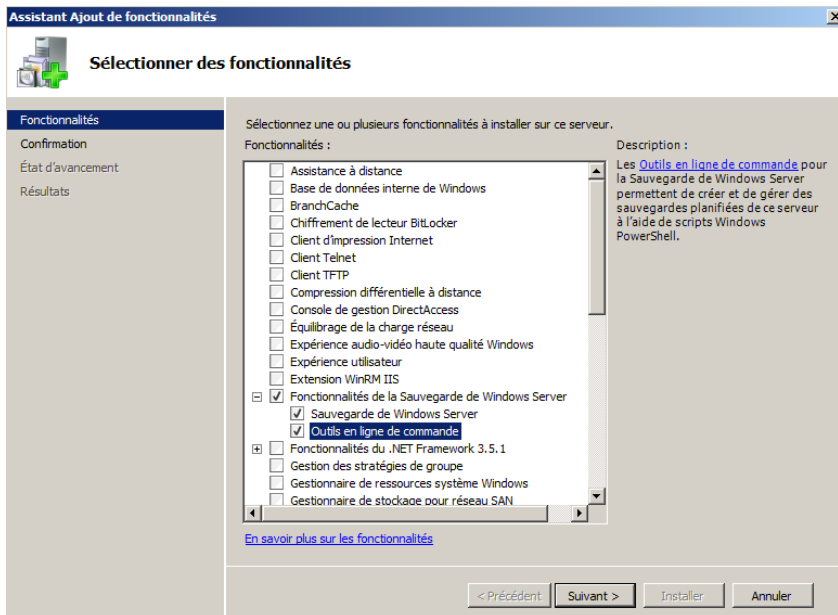 Assistant Ajout de fonctionnalités
Sélectionner des fonctionnalités
Fonctionnalités
Confirmation
État d'avancement
Résultats
Sélectionnez une ou plusieurs fonctionnalités à installer sur ce serveur.
Fonctionnalités :
Assistance à distance
Base de données interne de Windows
BranchCache
Chiffrement de lecteur BitLocker
Client d'impression Internet
Client Telnet
Client TFTP
Compression différentielle à distance
Console de gestion DirectAccess
Équilibrage de la charge réseau
Expérience audio-vidéo haute qualité Windows
Expérience utilisateur
Extension WinRM IIS
Fonctionnalités de la Sauvegarde de Windows Server
Sauvegarde de Windows Server
Outils en ligne de commande
Fonctionnalités du .NET Framework 3.5.1
Gestion des stratégies de groupe
Gestionnaire de ressources système Windows
Gestionnaire de stockage pour réseau SAN
Description :
Les Outils en ligne de commande pour
la Sauvegarde de Windows Server
permettent de créer et de gérer des
sauvegardes planifiées de ce serveur
à l'aide de scripts Windows
PowerShell.
En savoir plus sur les fonctionnalités
< Précédent
Suivant >
Installer
Annuler